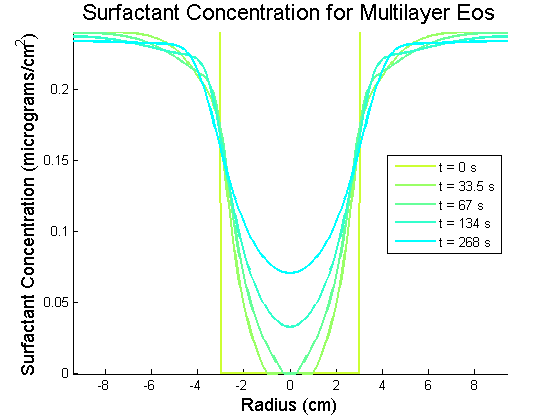 Surfactant Concentration for Multilayer Eos
Surfactant Concentration (micrograms/cm²)
0.2
0.15
0.1
0.05
0
t = 0 s
t = 33.5 s
t = 67 s
t = 134 s
t = 268 s
-8 -6 -4 -2 0 2 4 6 8
Radius (cm)